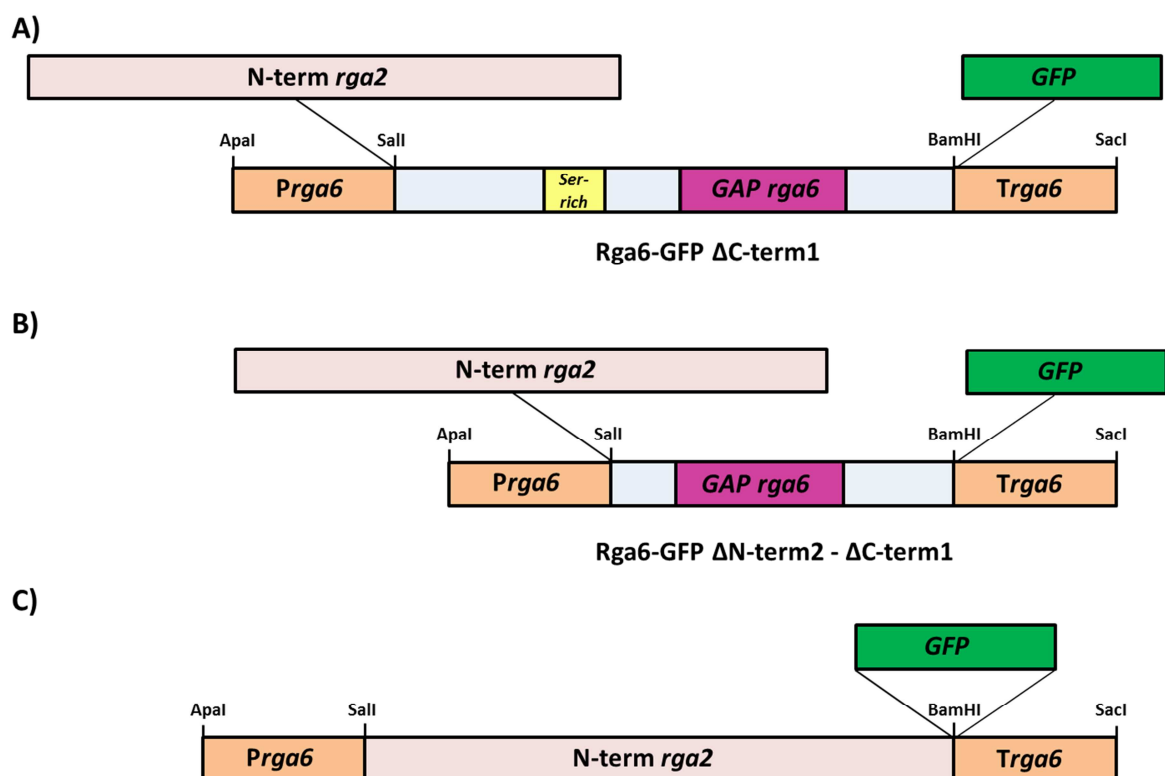 A)
N-term rga2
GFP
ApaI
SalI
BamHI
SacI
Prga6
Ser-
rich
GAP rga6
Trga6
Rga6-GFP ΔC-term1
B)
N-term rga2
GFP
ApaI
SalI
BamHI
SacI
Prga6
GAP rga6
Trga6
Rga6-GFP ΔN-term2 - ΔC-term1
C)
GFP
ApaI
SalI
BamHI
SacI
Prga6
N-term rga2
Trga6